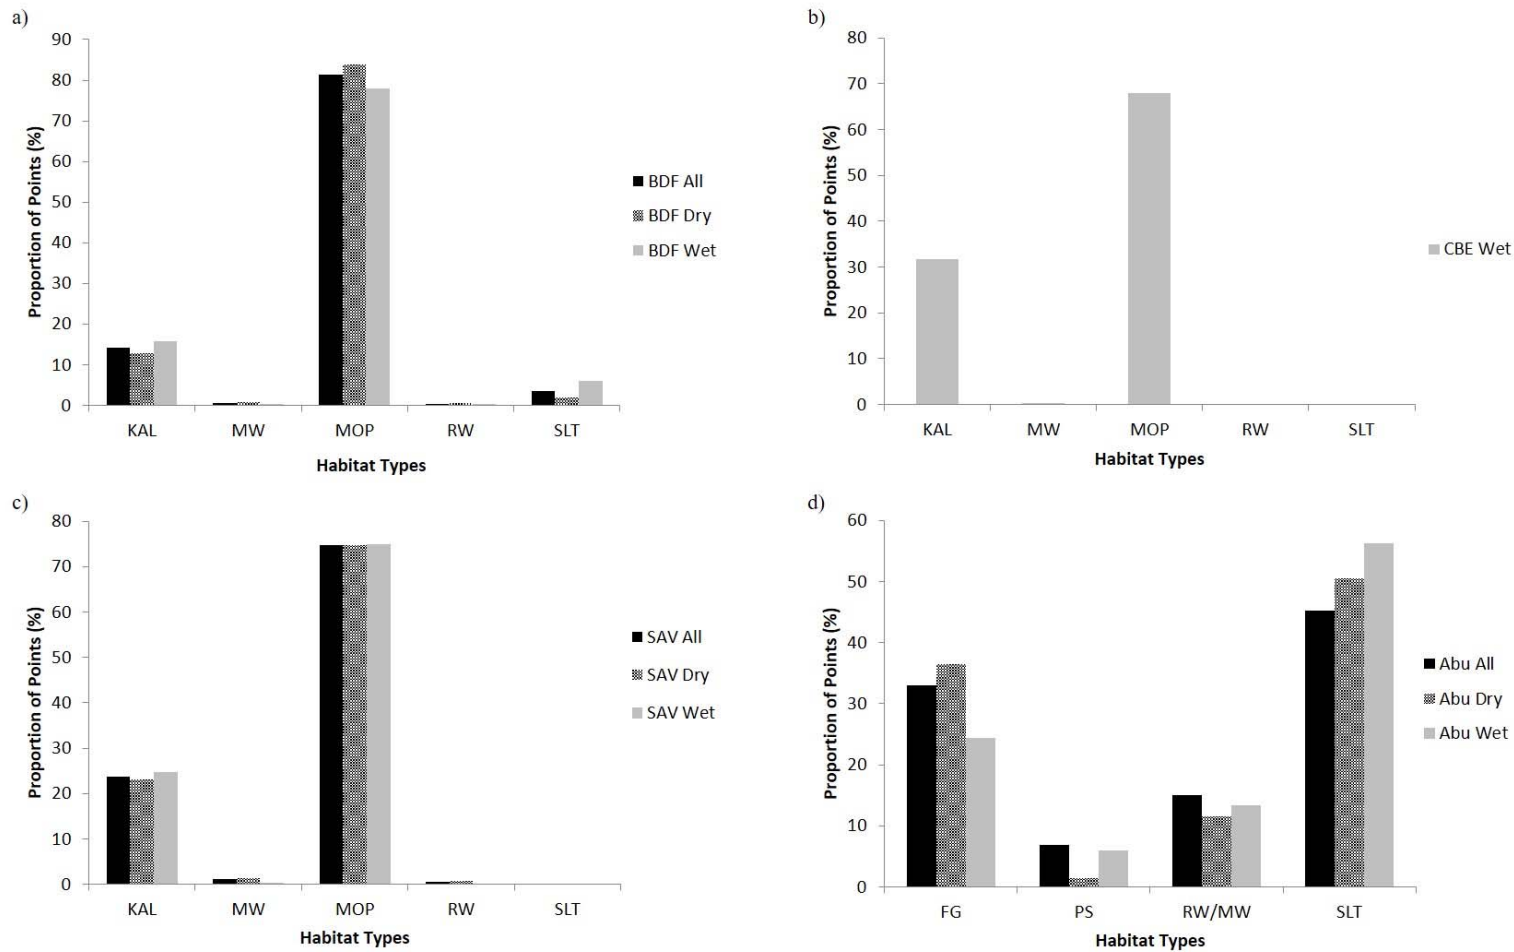 a)
90
80
70
60
50
40
30
20
10
0
Proportion of Points (%)
KAL MW MOP RW SLT
Habitat Types
BDF All
BDF Dry
BDF Wet
b)
80
70
60
50
40
30
20
10
0
Proportion of Points (%)
KAL MW MOP RW SLT
Habitat Types
CBE Wet
c)
80
70
60
50
40
30
20
10
0
Proportion of Points (%)
KAL MW MOP RW SLT
Habitat Types
SAV All
SAV Dry
SAV Wet
d)
60
50
40
30
20
10
0
Proportion of Points (%)
FG PS RW/MW SLT
Habitat Types
Abu All
Abu Dry
Abu Wet